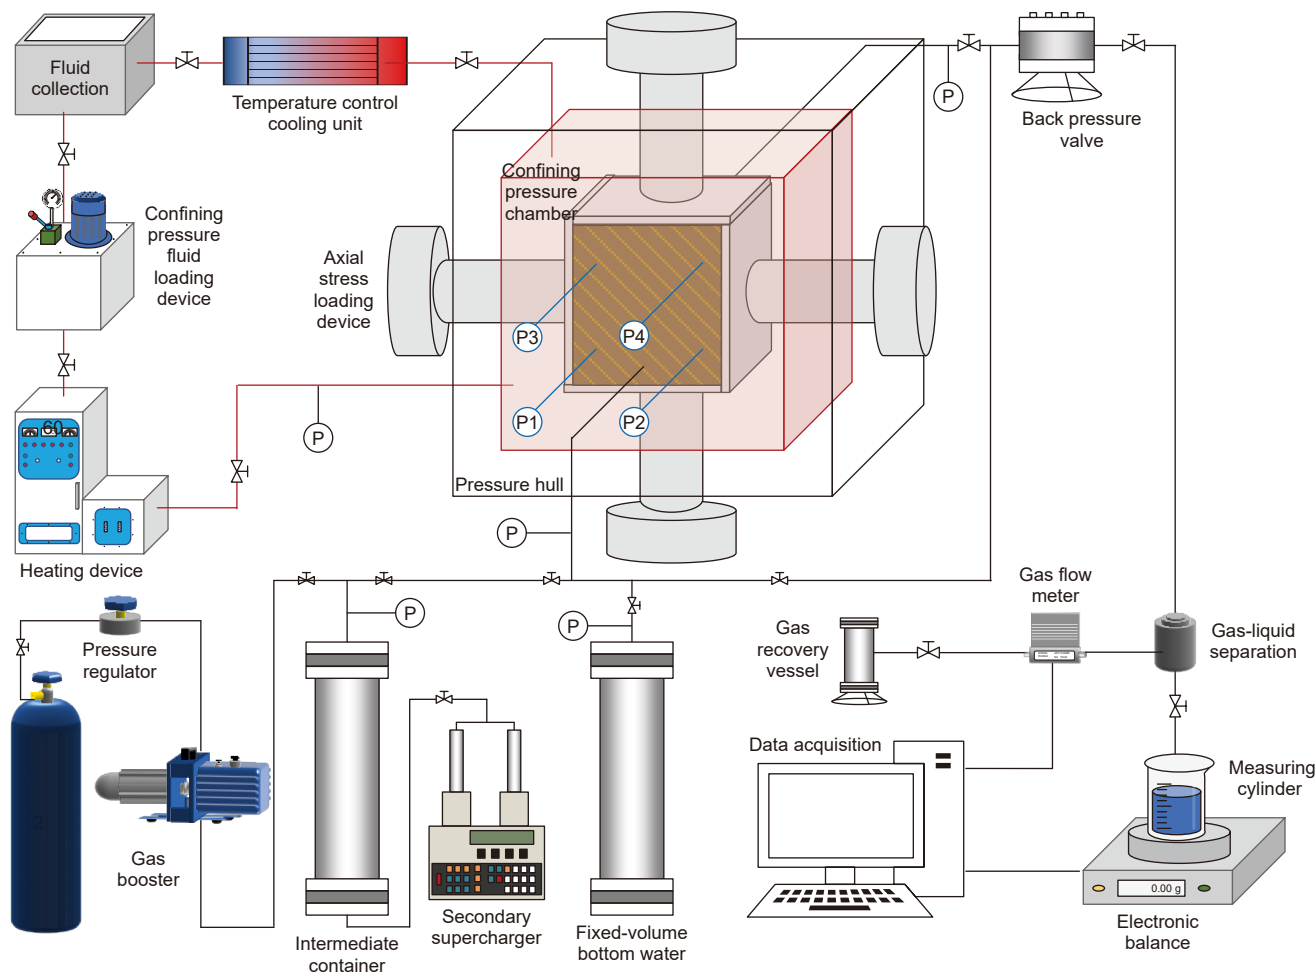 Fluid
collection
Temperature control
cooling unit
P
Back pressure
valve
Confining
pressure
chamber
Confining
pressure
fluid
loading
device
Axial
stress
loading
device
P3
P4
P1
P2
P
60
Pressure hull
P
Heating device
P
P
Pressure
regulator
Gas flow
meter
Gas
recovery
vessel
Gas-liquid
separation
Data acquisition
Measuring
cylinder
12
Gas
booster
0.00 g
Secondary
supercharger
Fixed-volume
bottom water
Intermediate
container
Electronic
balance